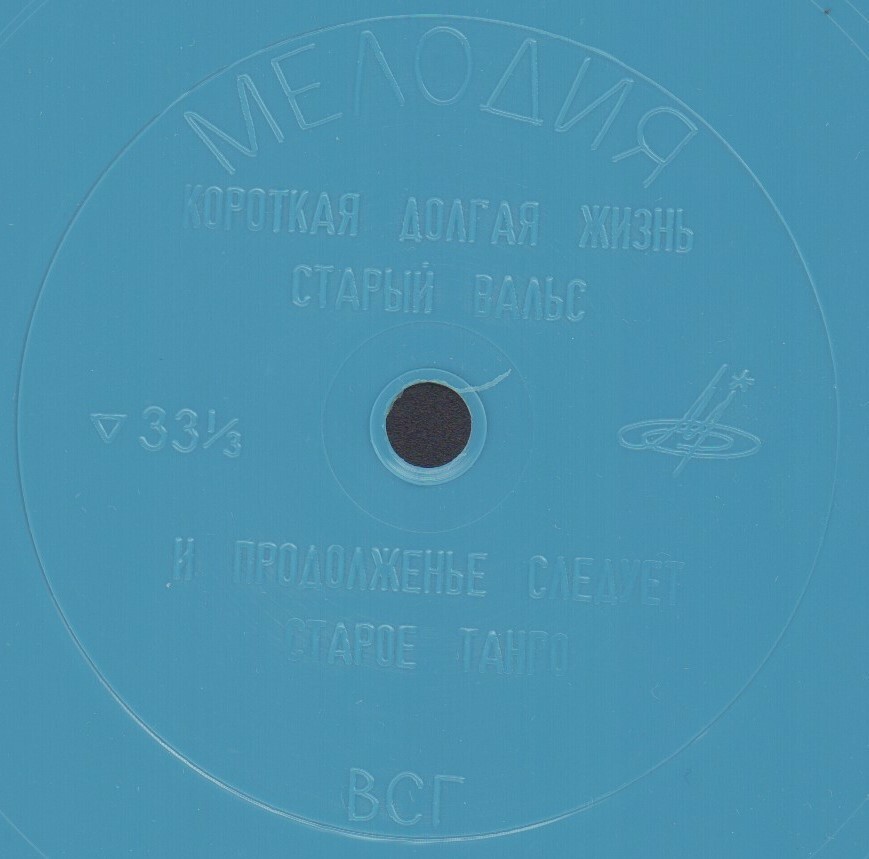 МЕЛОДИЯ
КОРОТКАЯ ДОЛГАЯ ЖИЗНЬ
СТАРЫЙ ВАЛЬС
33⅓
И ПРОДОЛЖЕНЬЕ СЛЕДУЕТ
СТАРОЕ ТАНГО
ВСГ